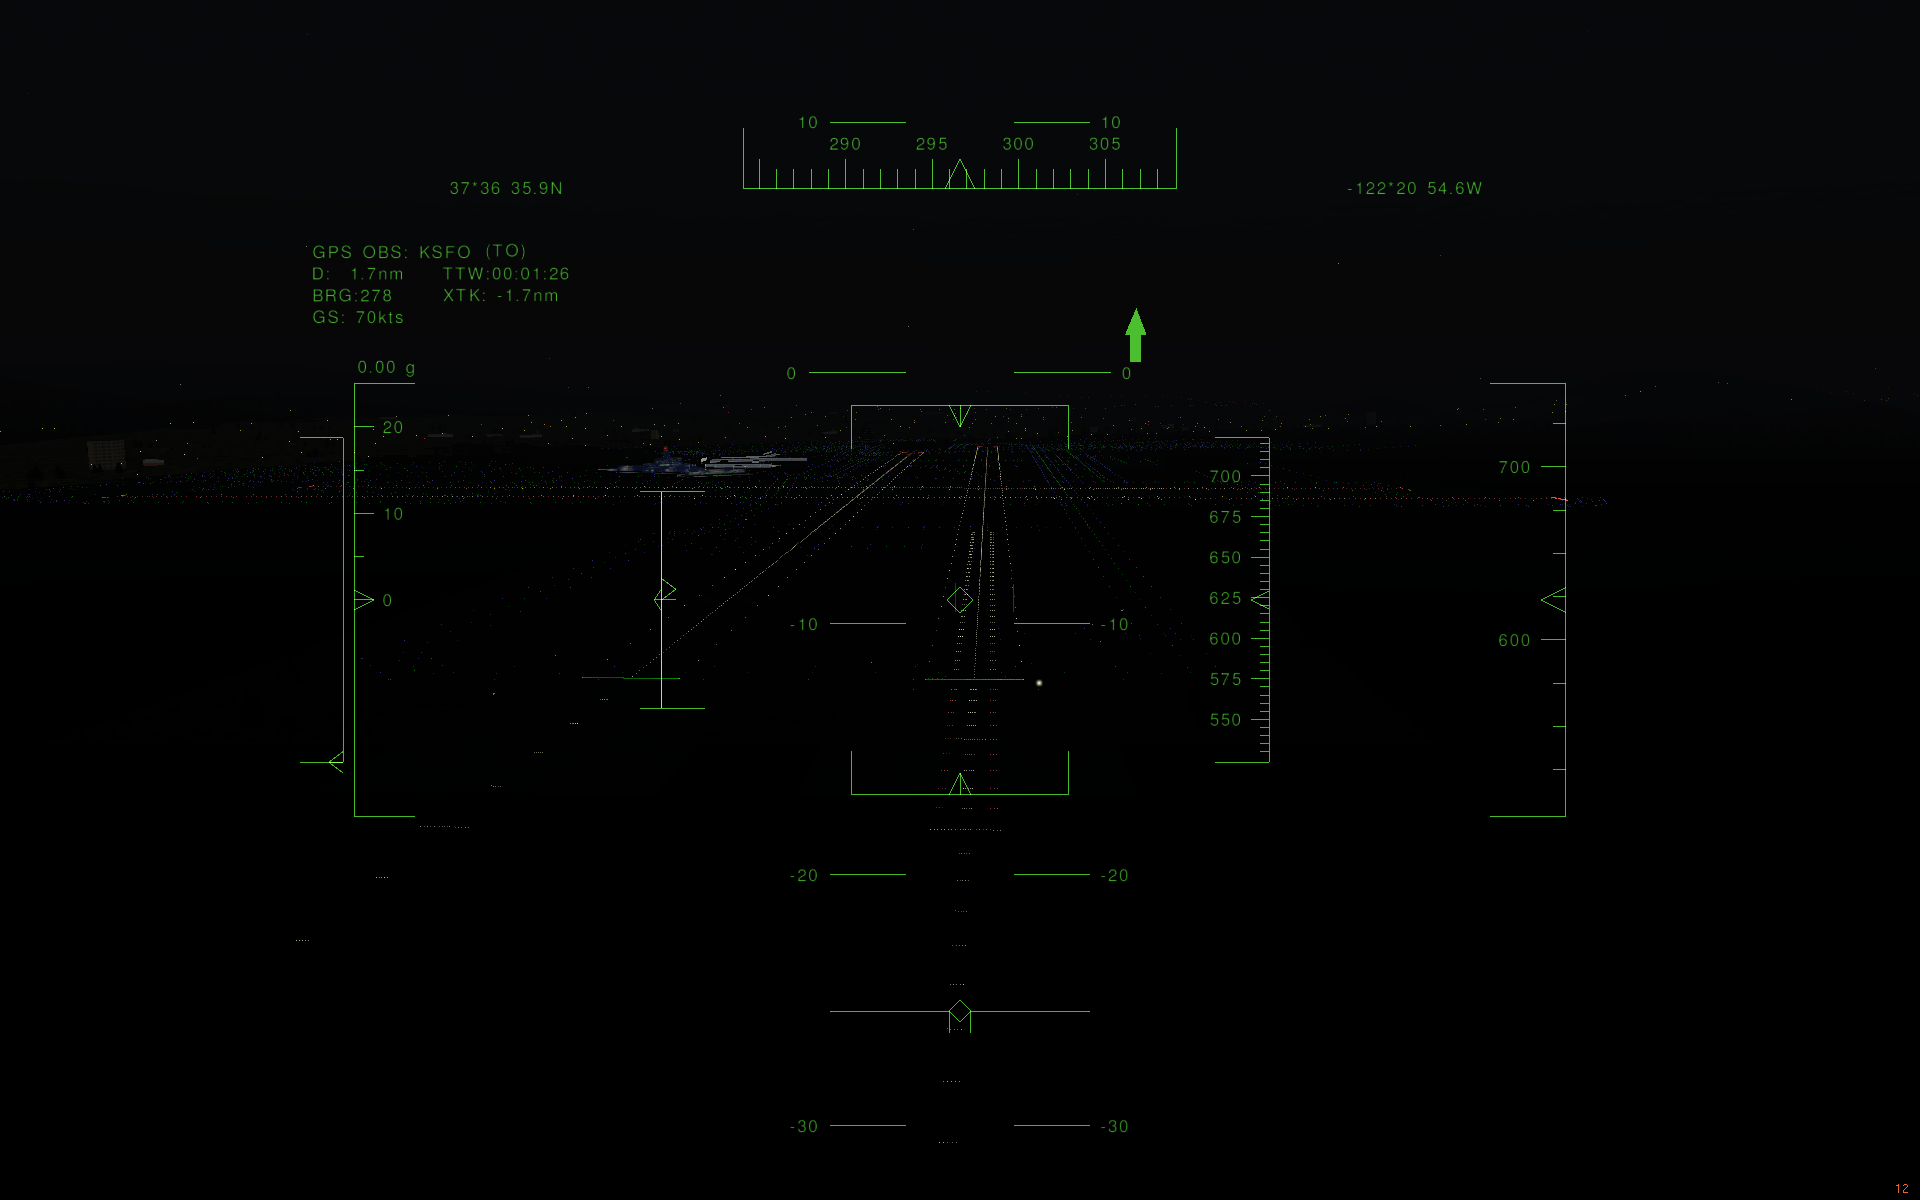 10 10
290 295 300 305
37*36 35.9N -122*20 54.6W
GPS OBS: KSFO (TO)
D: 1.7nm TTW:00:01:26
BRG:278 XTK: -1.7nm
GS: 70kts
0.00 g
0 0
20
700
700
10
675
650
0
625
-10 -10
600
600
575
550
-20 -20
-30 -30
12